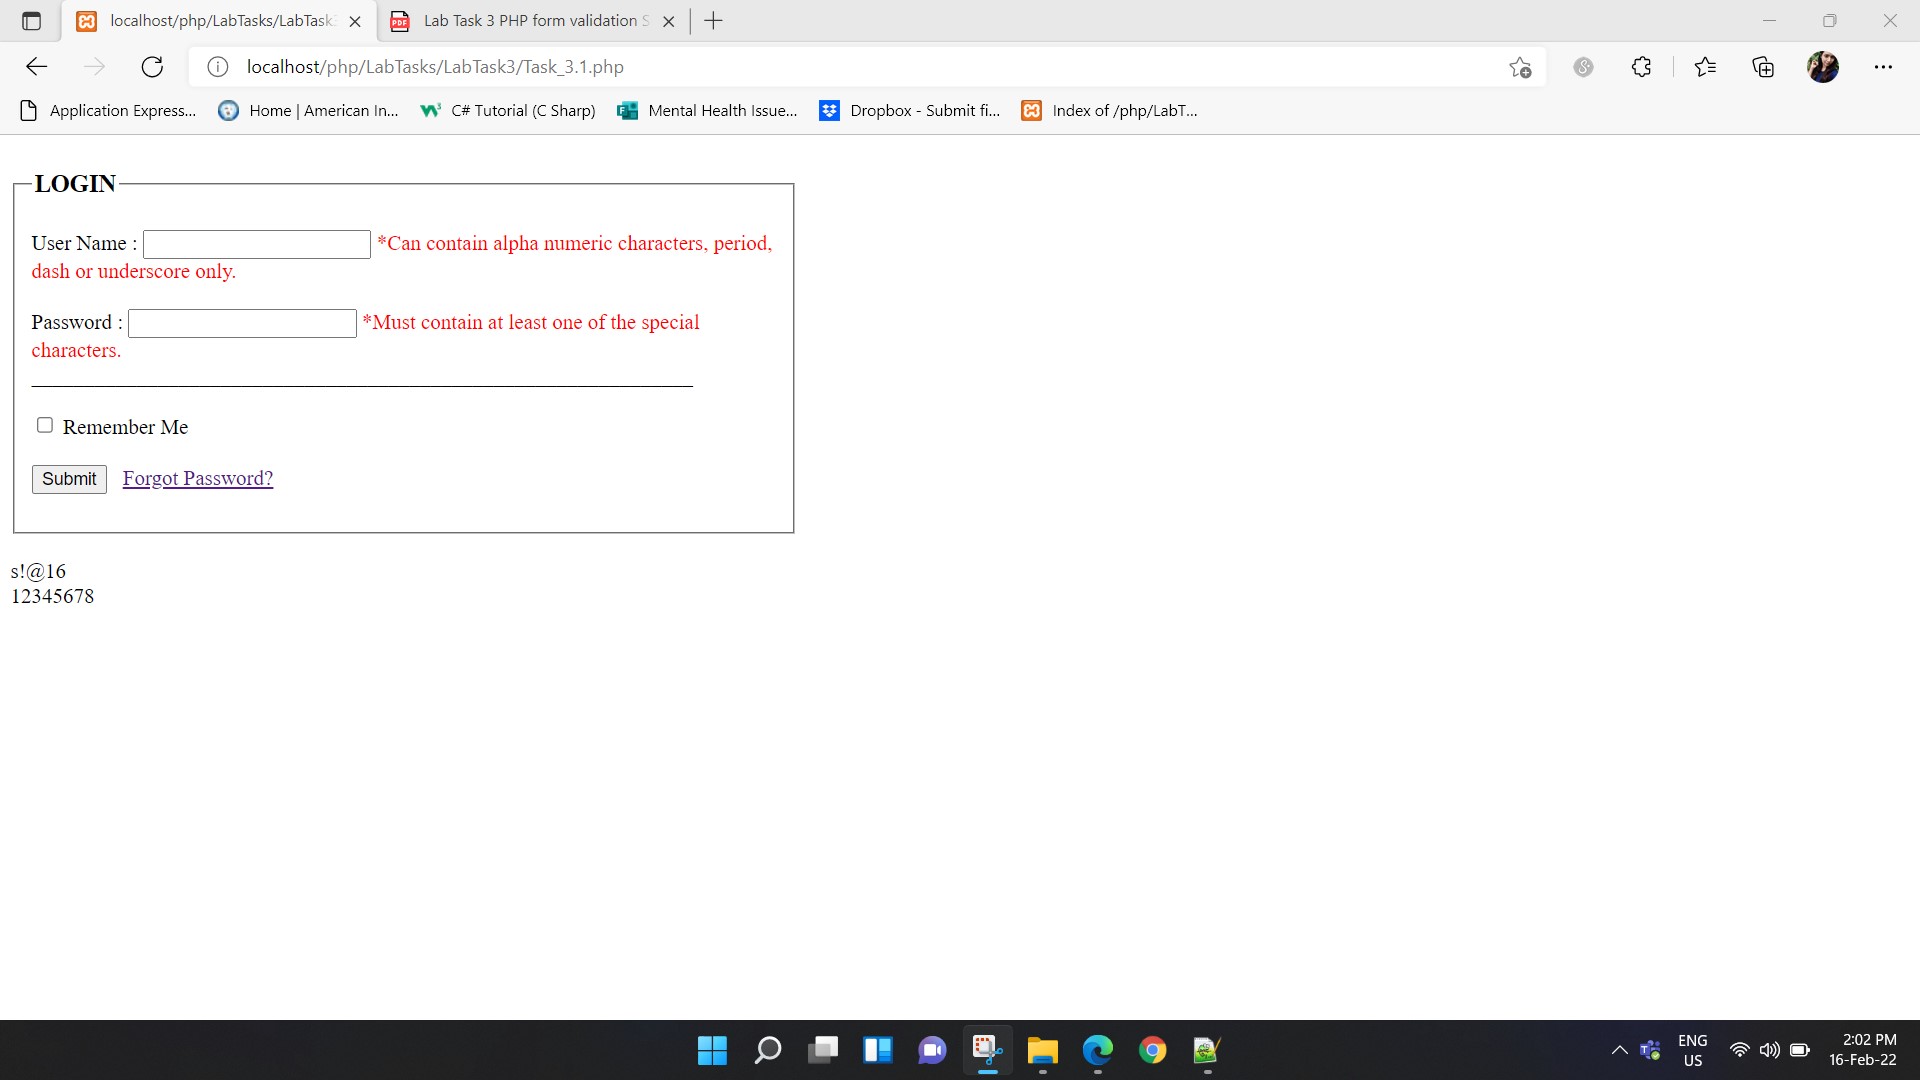 localhost/php/LabTasks/LabTask
Lab Task 3 PHP form validation S
localhost/php/LabTasks/LabTask3/Task_3.1.php
Application Express...
Home | American In...
C# Tutorial (C Sharp)
Mental Health Issue...
Dropbox - Submit fi...
Index of /php/LabT...
LOGIN
User Name : *Can contain alpha numeric characters, period,
dash or underscore only.
Password : *Must contain at least one of the special
characters.
Remember Me
Submit Forgot Password?
s!@16
12345678
ENG
US
2:02 PM
16-Feb-22